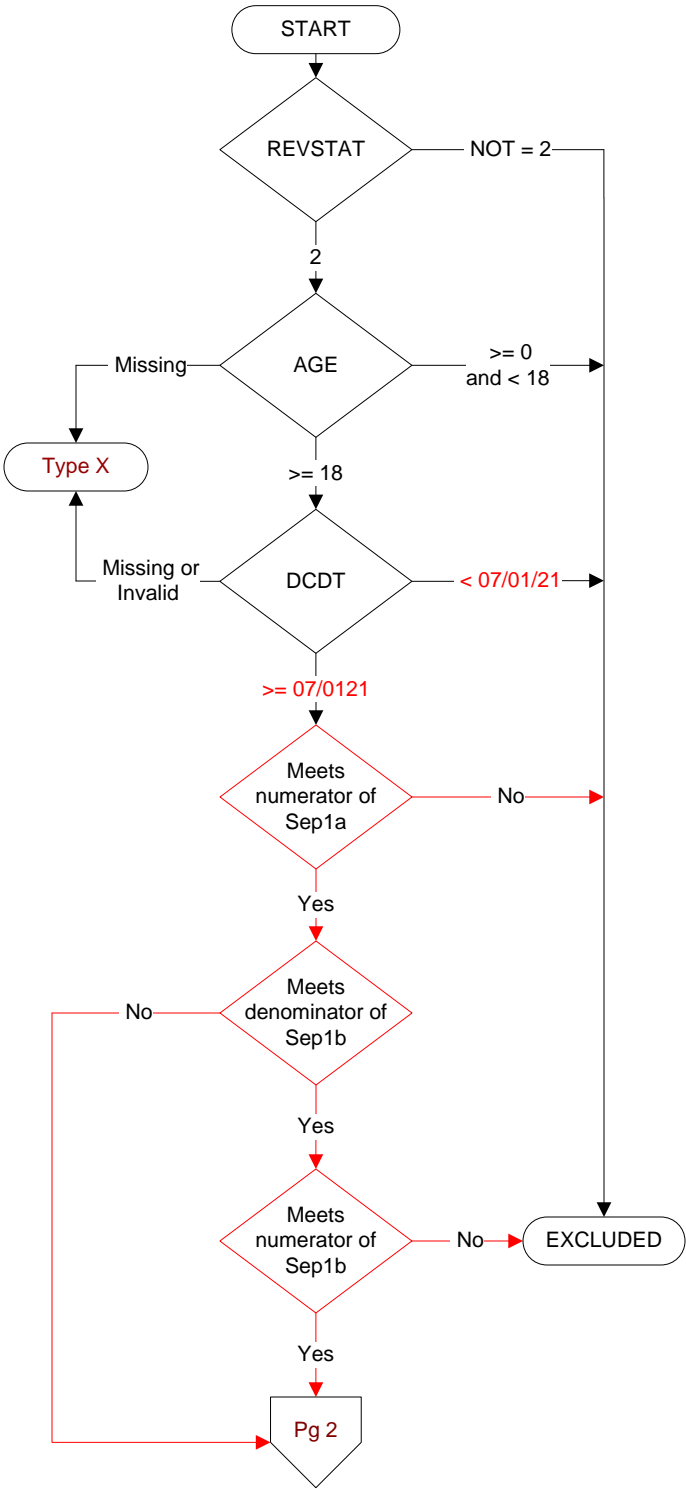 START
REVSTAT
NOT = 2
2
AGE
Missing
>= 0
and < 18
Type X
>= 18
DCDT
Missing or
Invalid
< 07/01/21
>= 07/0121
Meets
numerator of
Sep1a
No
Yes
Meets
denominator of
Sep1b
No
Yes
Meets
numerator of
Sep1b
No
EXCLUDED
Yes
Pg 2